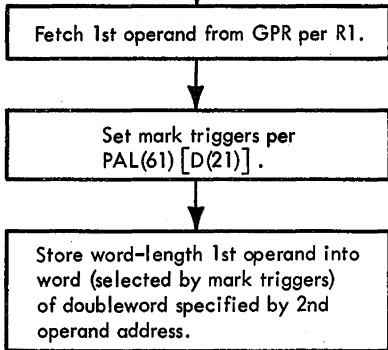 Fetch 1st operand from GPR per R1.
Set mark triggers per
PAL(61) [D(21)] .
Store word-length 1st operand into
word (selected by mark triggers)
of doubleword specified by 2nd
operand address.